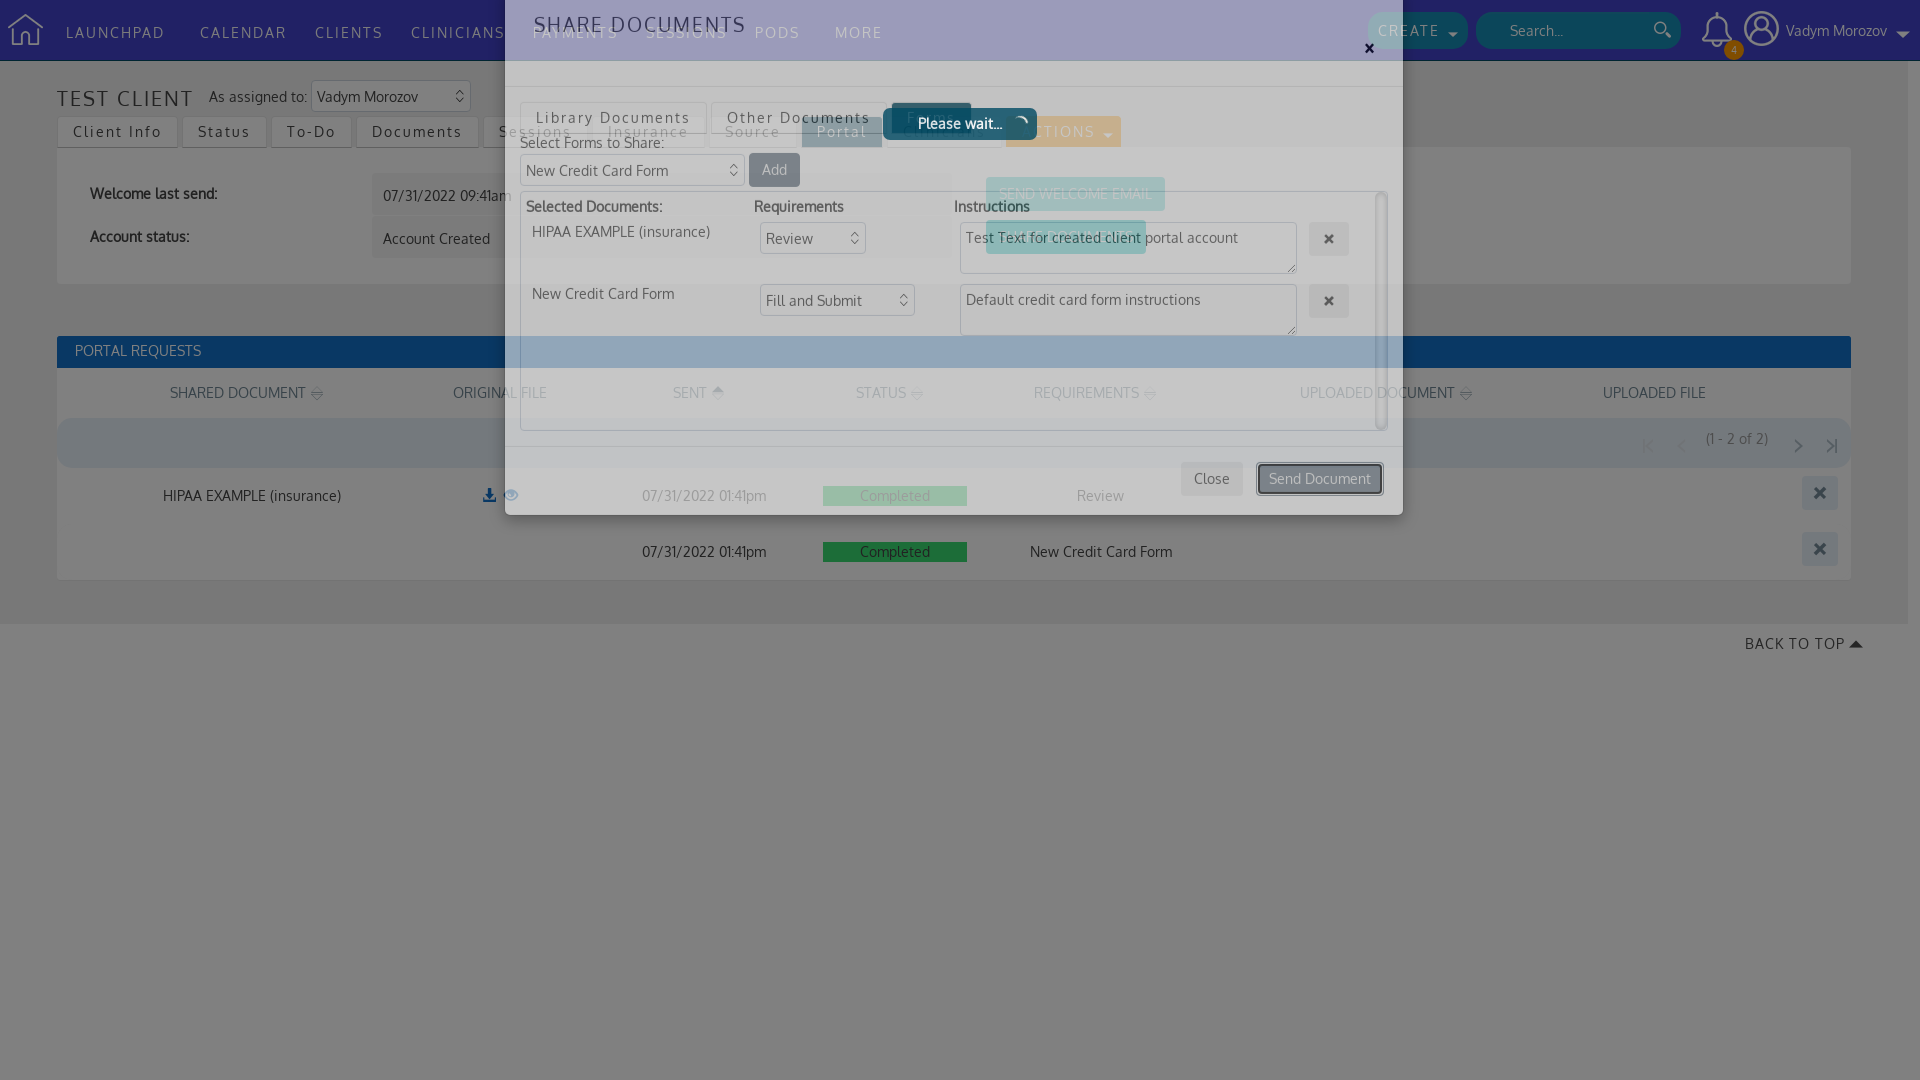 SHARE DOCUMENTS
LAUNCHPAD CALENDAR CLIENTS CLINICIANS PAYMENTS SESSIONS PODS MORE CREATE Search... 4 Vadym Morozov
×
TEST CLIENT As assigned to: Vadym Morozov
Library Documents Other Documents Forms
Please wait...
Client Info Status To-Do Documents Sessions Insurance Source Portal ACTIONS
Select Forms to Share:
New Credit Card Form Add
Welcome last send: 07/31/2022 09:41am SEND WELCOME EMAIL
Selected Documents: Requirements Instructions
Account status: Account Created
HIPAA EXAMPLE (insurance) Review Test Text for created client portal account
New Credit Card Form Fill and Submit Default credit card form instructions
PORTAL REQUESTS
SHARED DOCUMENT ORIGINAL FILE SENT STATUS REQUIREMENTS UPLOADED DOCUMENT UPLOADED FILE
(1 - 2 of 2)
Close Send Document
HIPAA EXAMPLE (insurance) 07/31/2022 01:41pm Completed Review
07/31/2022 01:41pm Completed New Credit Card Form
BACK TO TOP